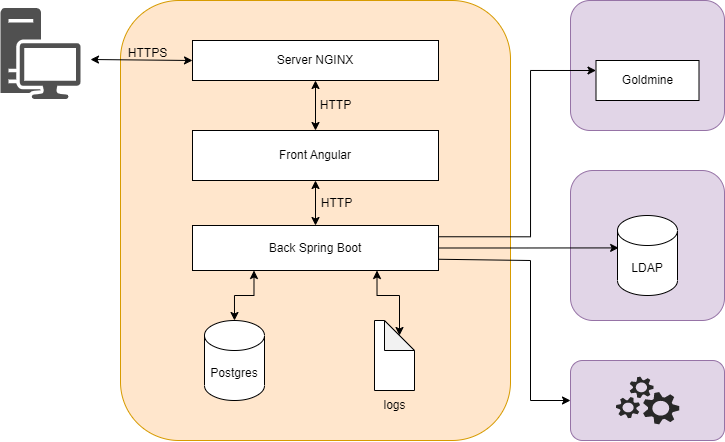 HTTPS
Server NGINX
Goldmine
HTTP
Front Angular
HTTP
Back Spring Boot
LDAP
Postgres
logs